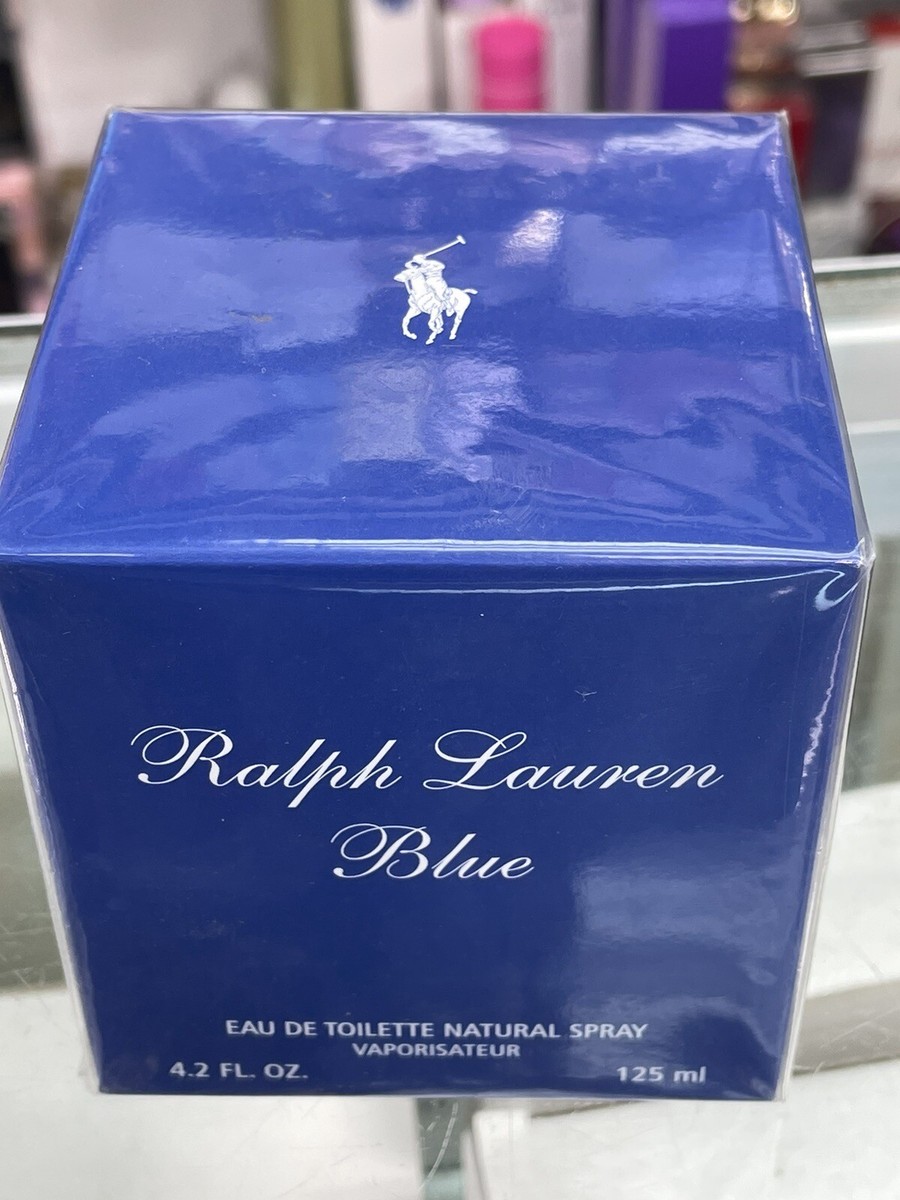 Ralph Lauren
Blue
EAU DE TOILETTE NATURAL SPRAY
VAPORISATEUR
4.2 FL. OZ. 125 ml